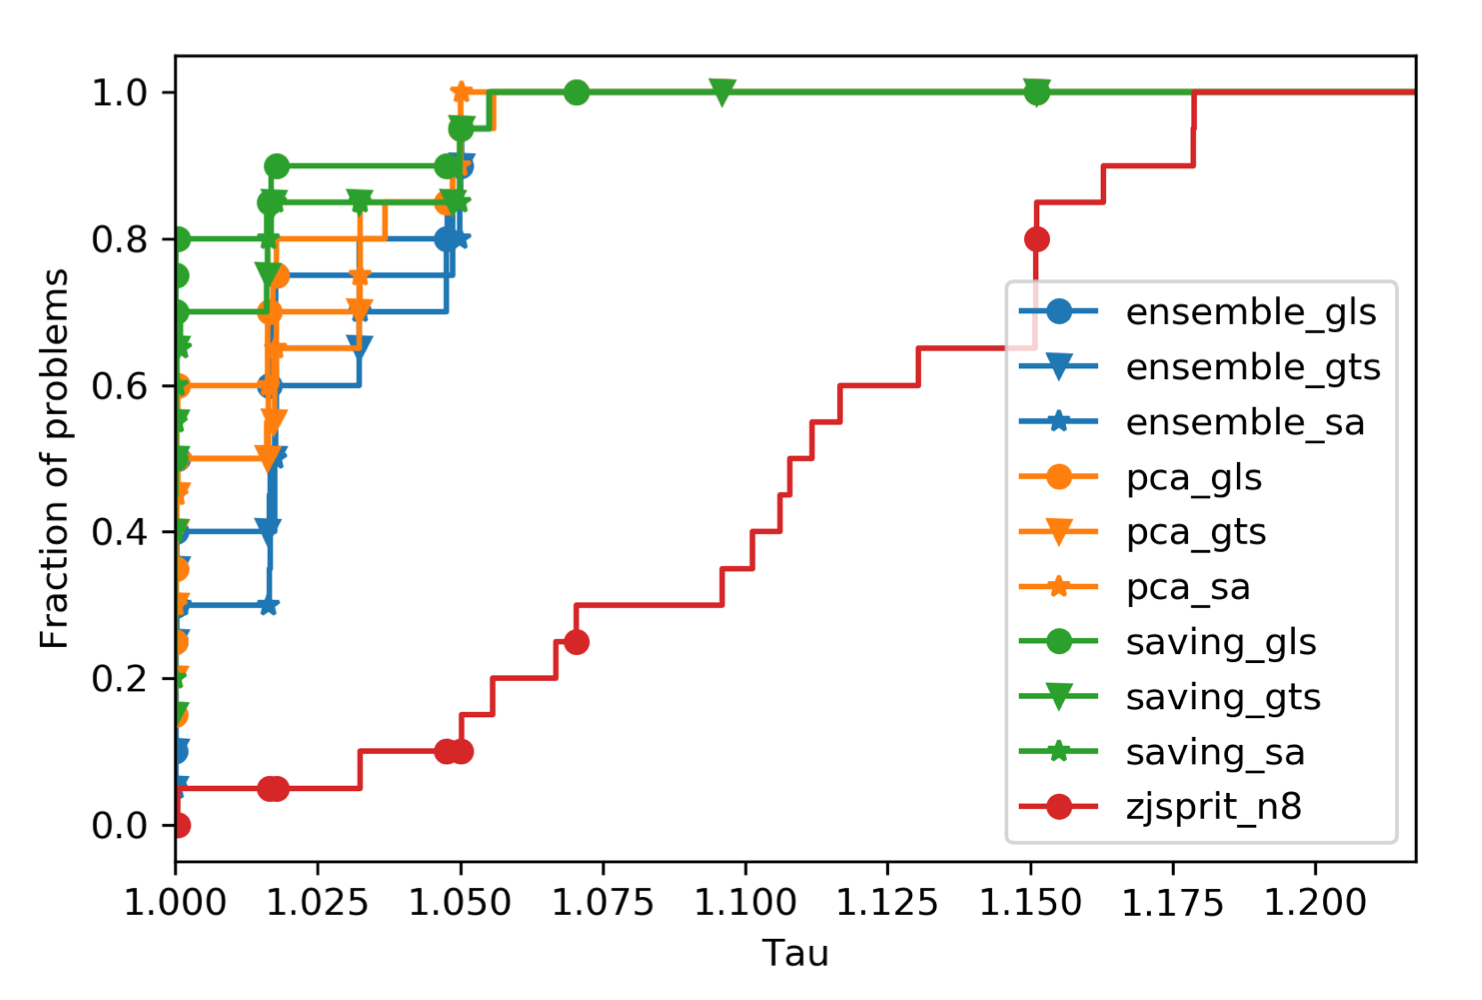 1.0
0.8
0.6
0.4
0.2
0.0
Fraction of problems
ensemble_gls
ensemble_gts
ensemble_sa
pca_gls
pca_gts
pca_sa
saving_gls
saving_gts
saving_sa
zjsprit_n8
1.000 1.025 1.050 1.075 1.100 1.125 1.150 1.175 1.200
Tau